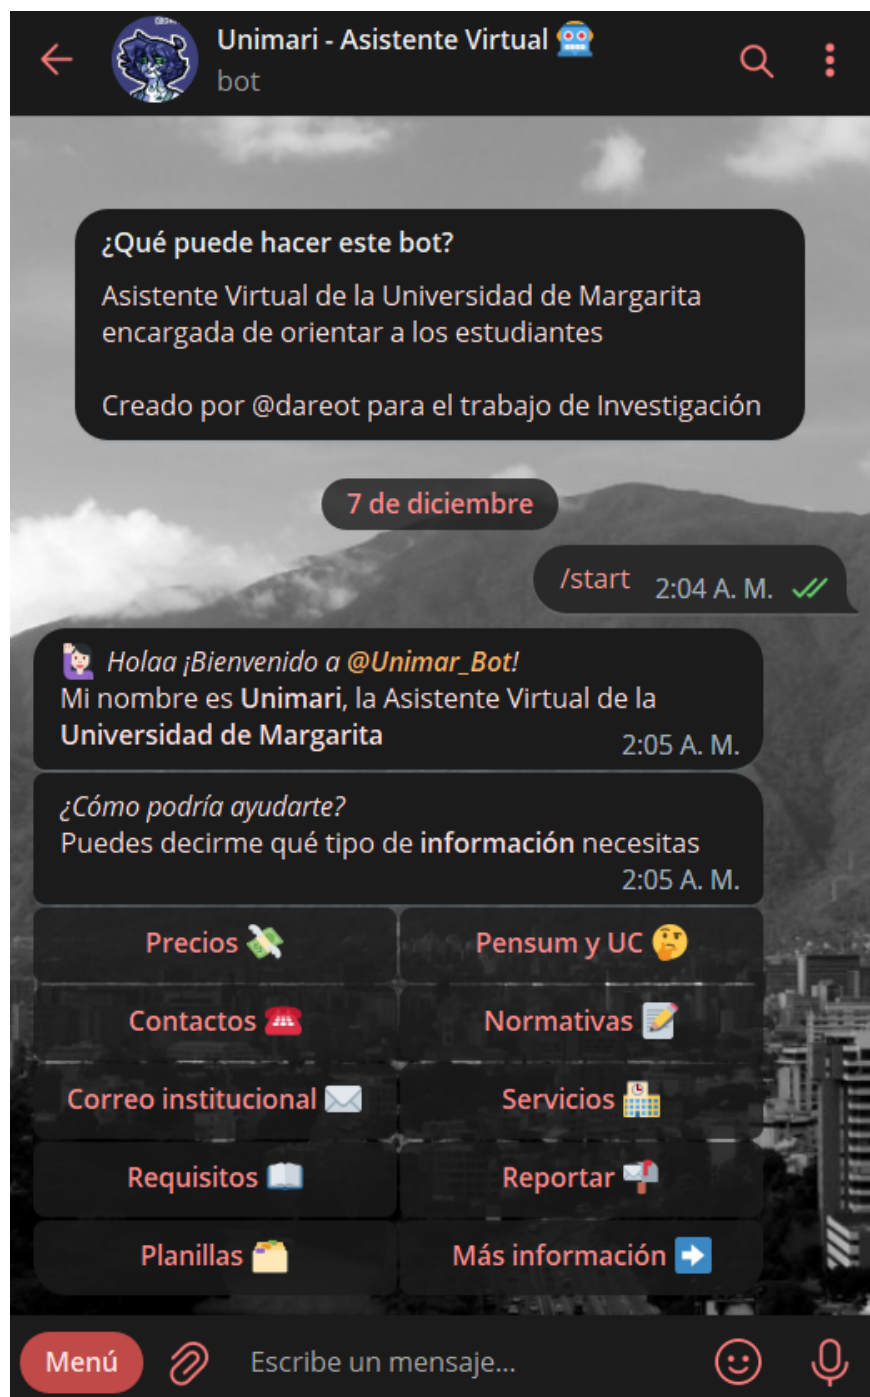 Unimari - Asistente Virtual 🤖
bot
¿Qué puede hacer este bot?
Asistente Virtual de la Universidad de Margarita
encargada de orientar a los estudiantes
Creado por @dareot para el trabajo de Investigación
7 de diciembre
/start 2:04 A. M.
🙋🏻‍♀️ Holaa ¡Bienvenido a @Unimar_Bot!
Mi nombre es Unimari, la Asistente Virtual de la
Universidad de Margarita 2:05 A. M.
¿Cómo podría ayudarte?
Puedes decirme qué tipo de información necesitas
2:05 A. M.
Precios 💸 Pensum y UC 🤔
Contactos ☎️ Normativas 📝
Correo institucional ✉️ Servicios 🏫
Requisitos 📖 Reportar 📬
Planillas 🗂️ Más información ➡️
Menú Escribe un mensaje...